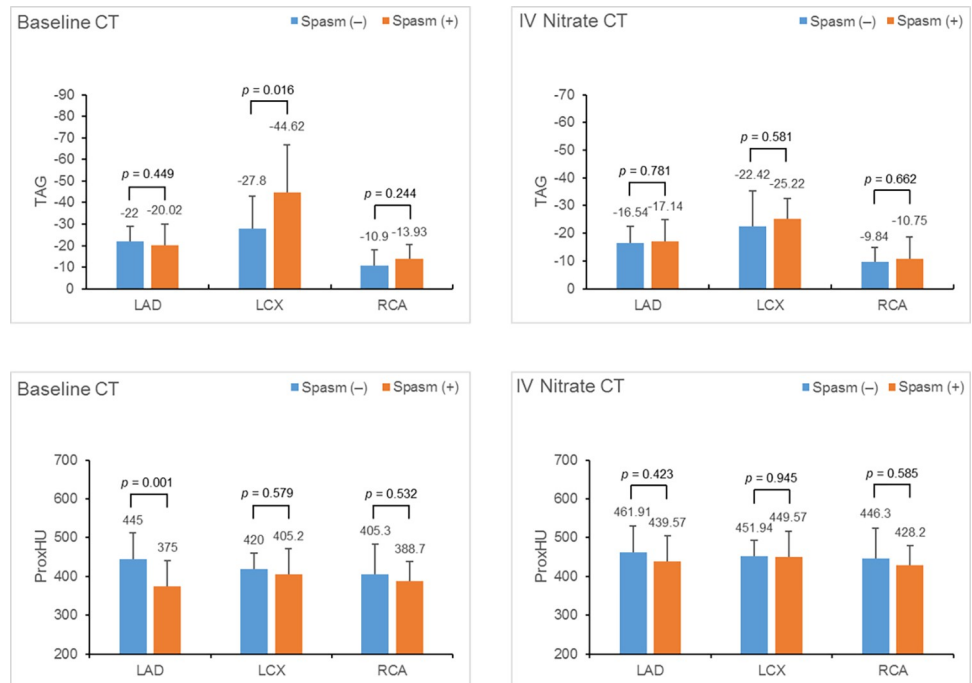 Baseline CT
Spasm (–) Spasm (+)
TAG
-90
-80
-70
-60
-50
-40
-30
-20
-10
0
p = 0.449
-22 -20.02
p = 0.016
-27.8 -44.62
p = 0.244
-10.9 -13.93
LAD LCX RCA
IV Nitrate CT
Spasm (–) Spasm (+)
TAG
-70
-60
-50
-40
-30
-20
-10
0
p = 0.781
-16.54 -17.14
p = 0.581
-22.42 -25.22
p = 0.662
-9.84 -10.75
LAD LCX RCA
Baseline CT
Spasm (–) Spasm (+)
ProxHU
700
600
500
400
300
200
p = 0.001
445 375
p = 0.579
420 405.2
p = 0.532
405.3 388.7
LAD LCX RCA
IV Nitrate CT
Spasm (–) Spasm (+)
ProxHU
700
600
500
400
300
200
p = 0.423
461.91 439.57
p = 0.945
451.94 449.57
p = 0.585
446.3 428.2
LAD LCX RCA